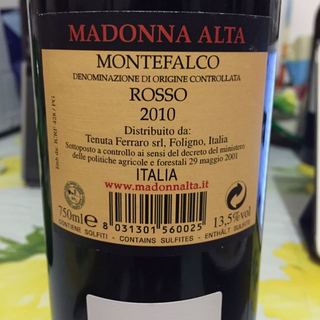 MADONNA ALTA
MONTEFALCO
DENOMINAZIONE DI ORIGINE CONTROLLATA
ROSSO
2010
Distribuito da:
Tenuta Ferraro srl, Foligno, Italia
Sottoposto a controllo ai sensi del decreto del ministero
delle politiche agricole e forestali 29 maggio 2001
ITALIA
www.madonnalta.it
750ml e
13,5%vol
8 031301 560025
CONTIENE SOLFITI - CONTAINS SULFITES - ENTHÄLT SULFITE